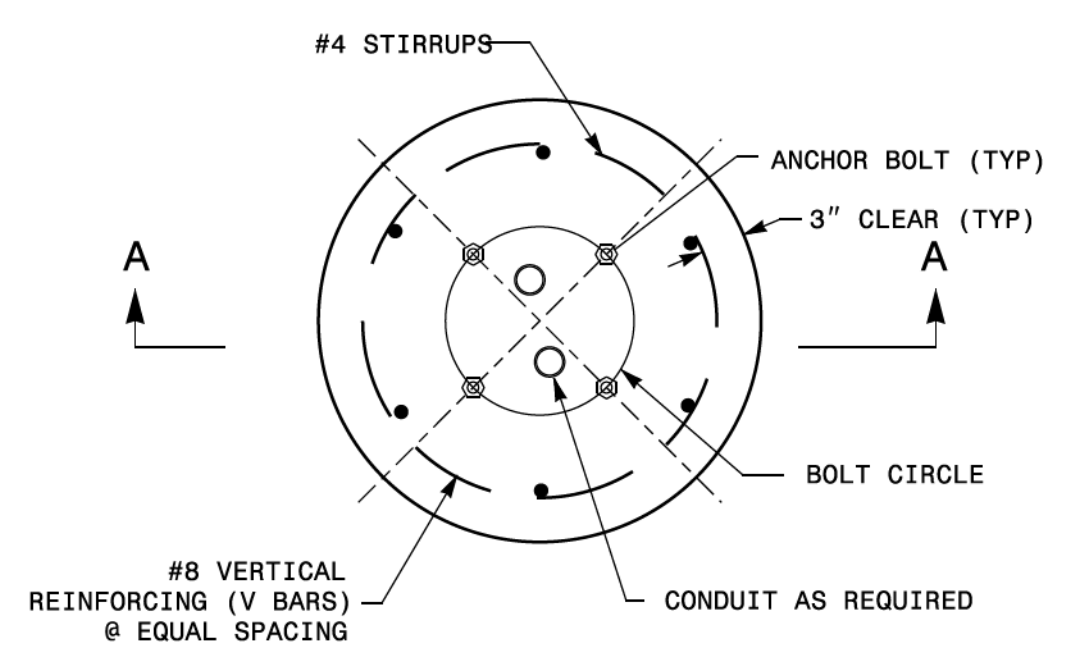 #4 STIRRUPS
ANCHOR BOLT (TYP)
3" CLEAR (TYP)
A
A
BOLT CIRCLE
#8 VERTICAL
REINFORCING (V BARS)
@ EQUAL SPACING
CONDUIT AS REQUIRED